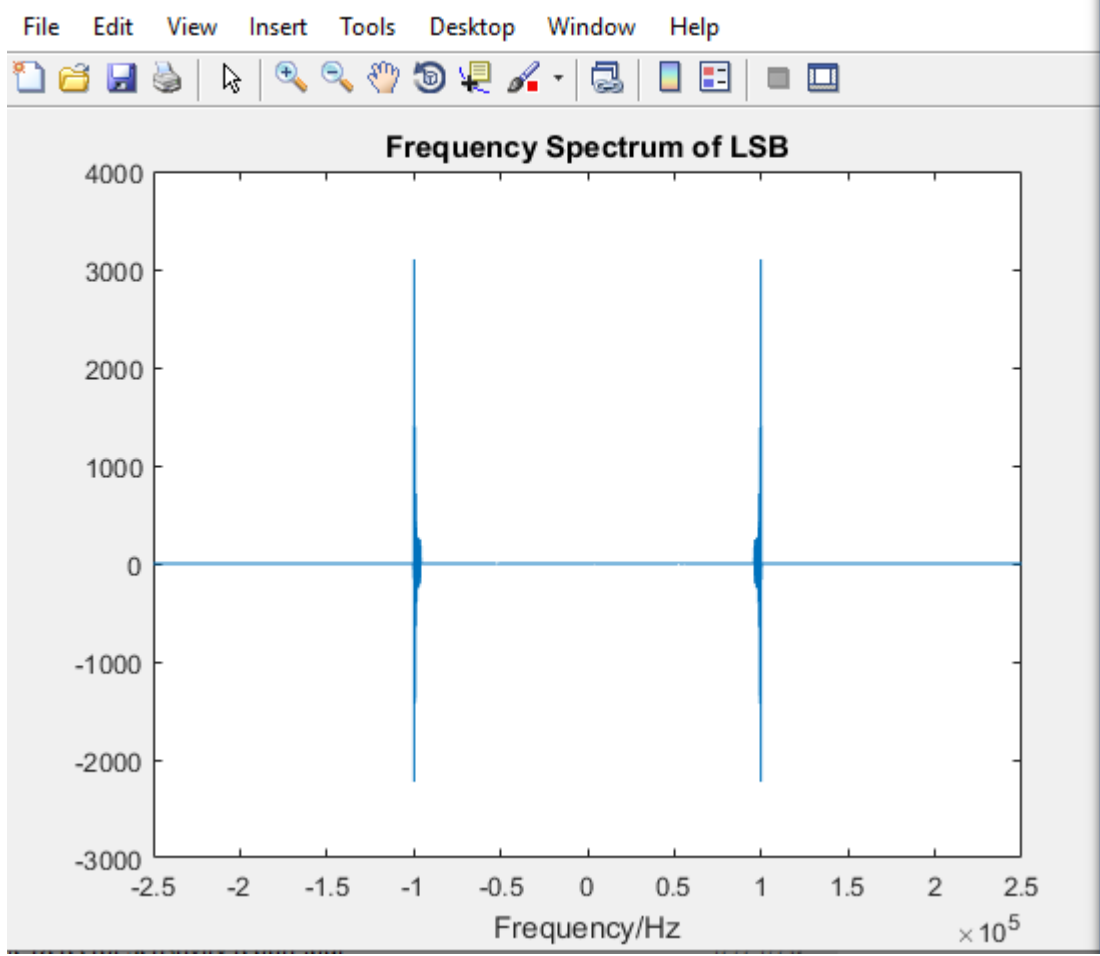 File Edit View Insert Tools Desktop Window Help
Frequency Spectrum of LSB
4000
3000
2000
1000
0
-1000
-2000
-3000
-2.5 -2 -1.5 -1 -0.5 0 0.5 1 1.5 2 2.5
Frequency/Hz
×10^5